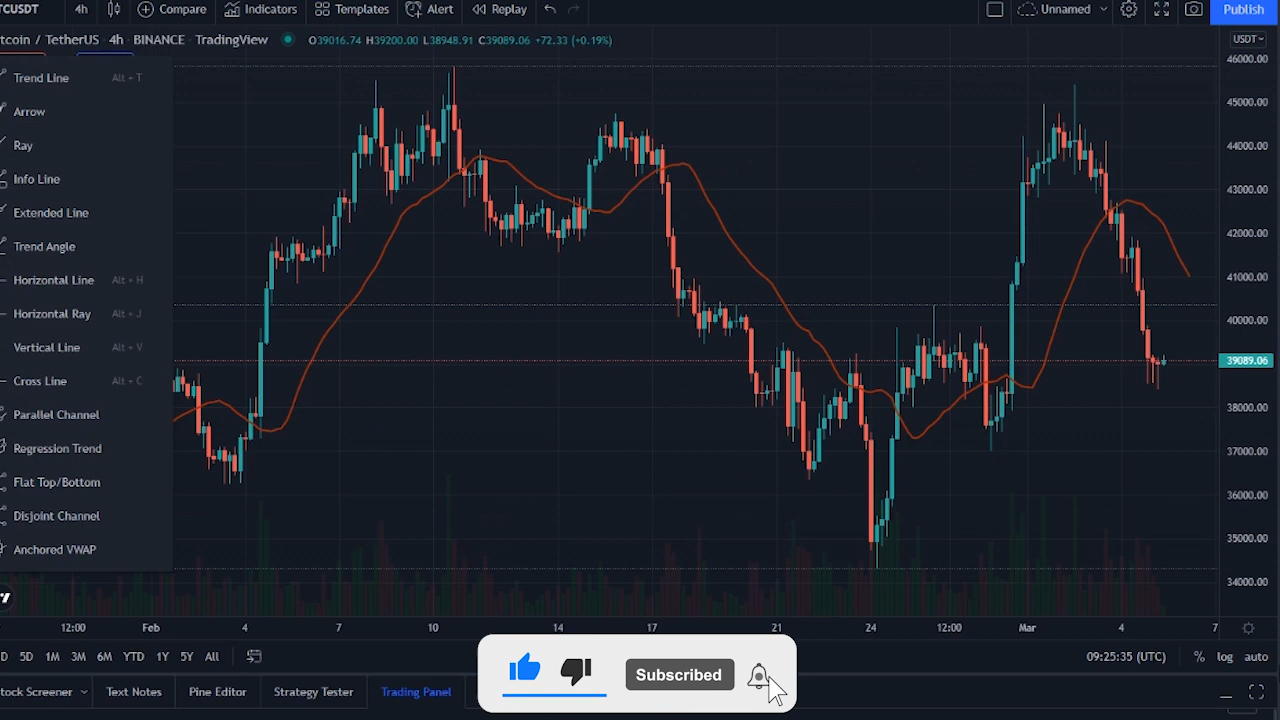 TCUSDT 4h Compare Indicators Templates Alert Replay Unnamed Publish
tcoin / TetherUS 4h BINANCE TradingView O39016.74 H39200.00 L38948.91 C39089.06 +72.33 (+0.19%) USDT
Trend Line Alt + T
Arrow
Ray
Info Line
Extended Line
Trend Angle
Horizontal Line Alt + H
Horizontal Ray Alt + J
Vertical Line Alt + V
Cross Line Alt + C
Parallel Channel
Regression Trend
Flat Top/Bottom
Disjoint Channel
Anchored VWAP
46000.00
45000.00
44000.00
43000.00
42000.00
41000.00
40000.00
39089.06
38000.00
37000.00
36000.00
35000.00
34000.00
12:00 Feb 4 7 10 14 17 21 24 12:00 Mar 4 7
D 5D 1M 3M 6M YTD 1Y 5Y All 09:25:35 (UTC) % log auto
Subscribed
tock Screener Text Notes Pine Editor Strategy Tester Trading Panel